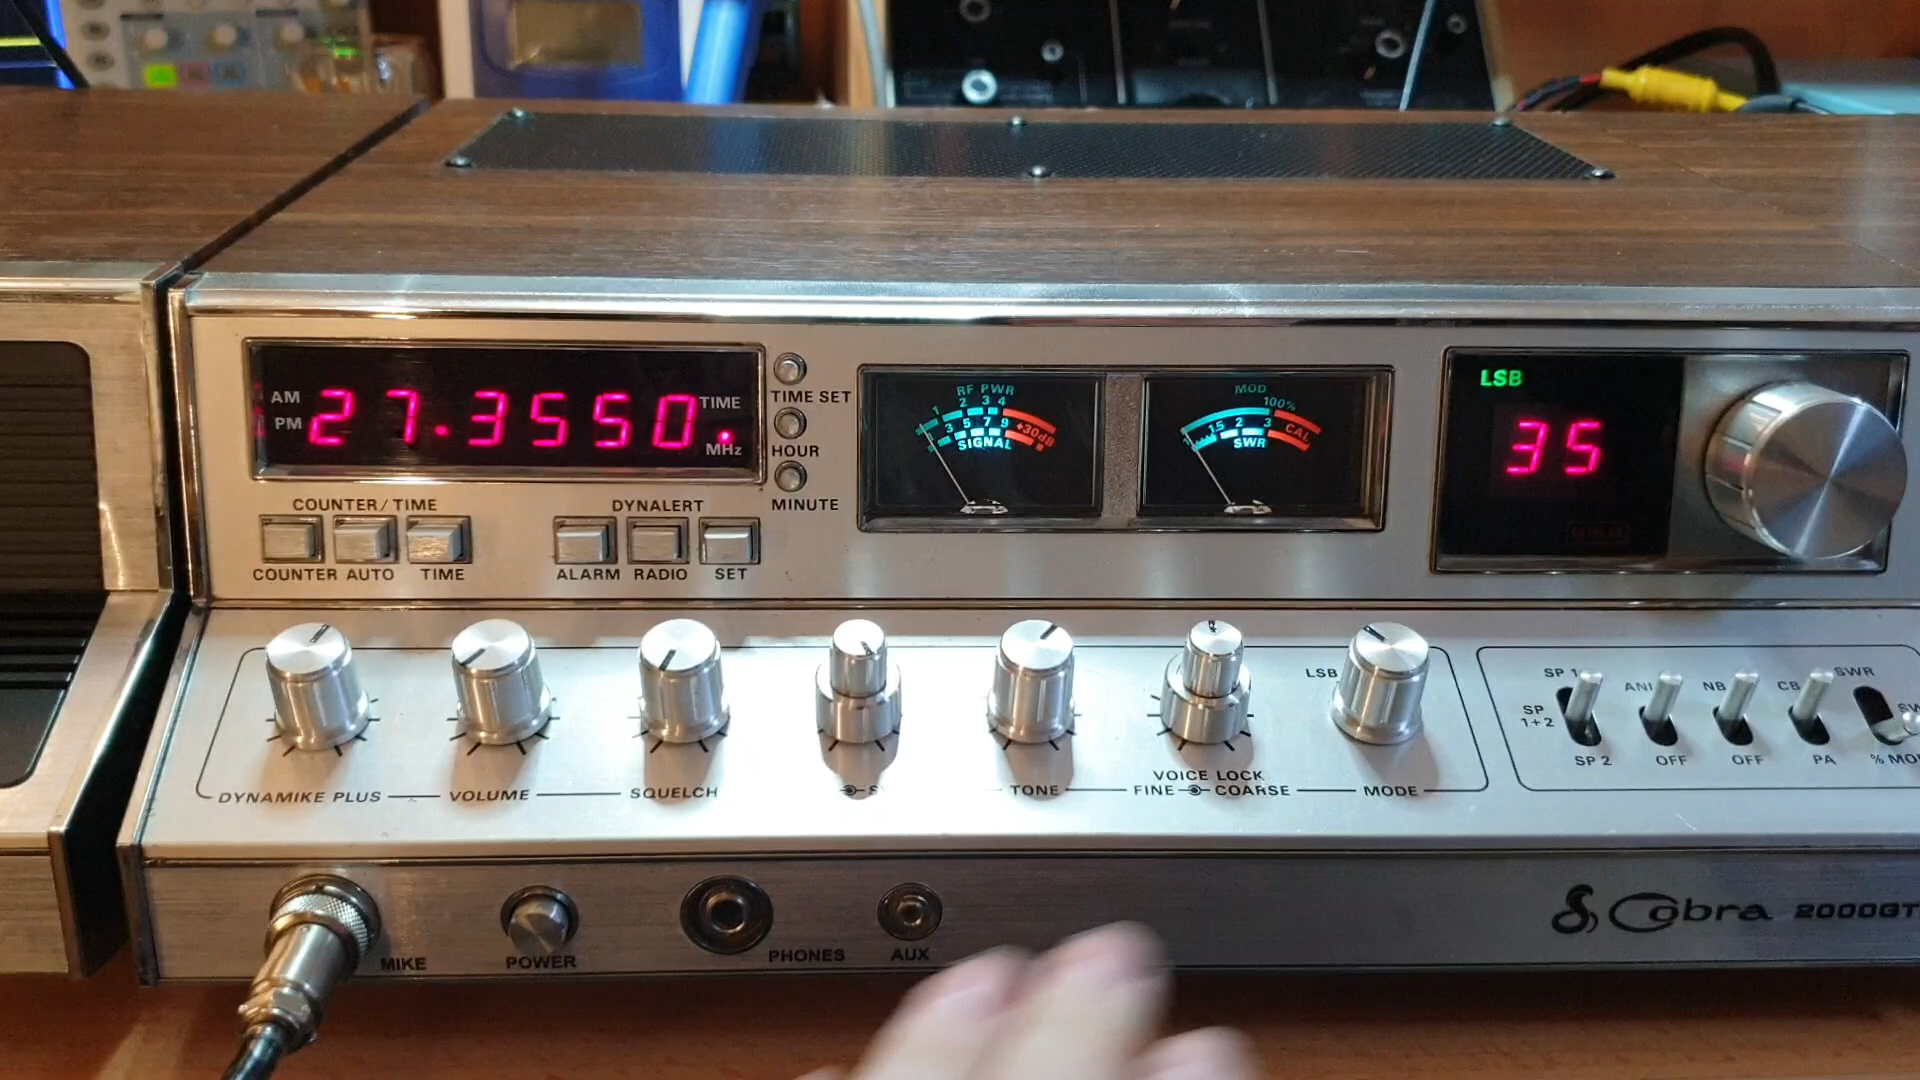 AM
PM
27.3550.
TIME
MHz
TIME SET
HOUR
MINUTE
COUNTER/TIME
COUNTER AUTO TIME
DYNALERT
ALARM RADIO SET
RF PWR
1 2 3 4
3 5 7 9 +30dB
SIGNAL
MOD
100%
1 1.5 2 3 CAL
SWR
LSB
35
LSB
DYNAMIKE PLUS
VOLUME
SQUELCH
TONE
VOICE LOCK
FINE COARSE
MODE
SP 1
SP
1+2
SP 2
OFF
NB
OFF
CB
PA
SWR
MIKE
POWER
PHONES
AUX
Cobra 2000GT